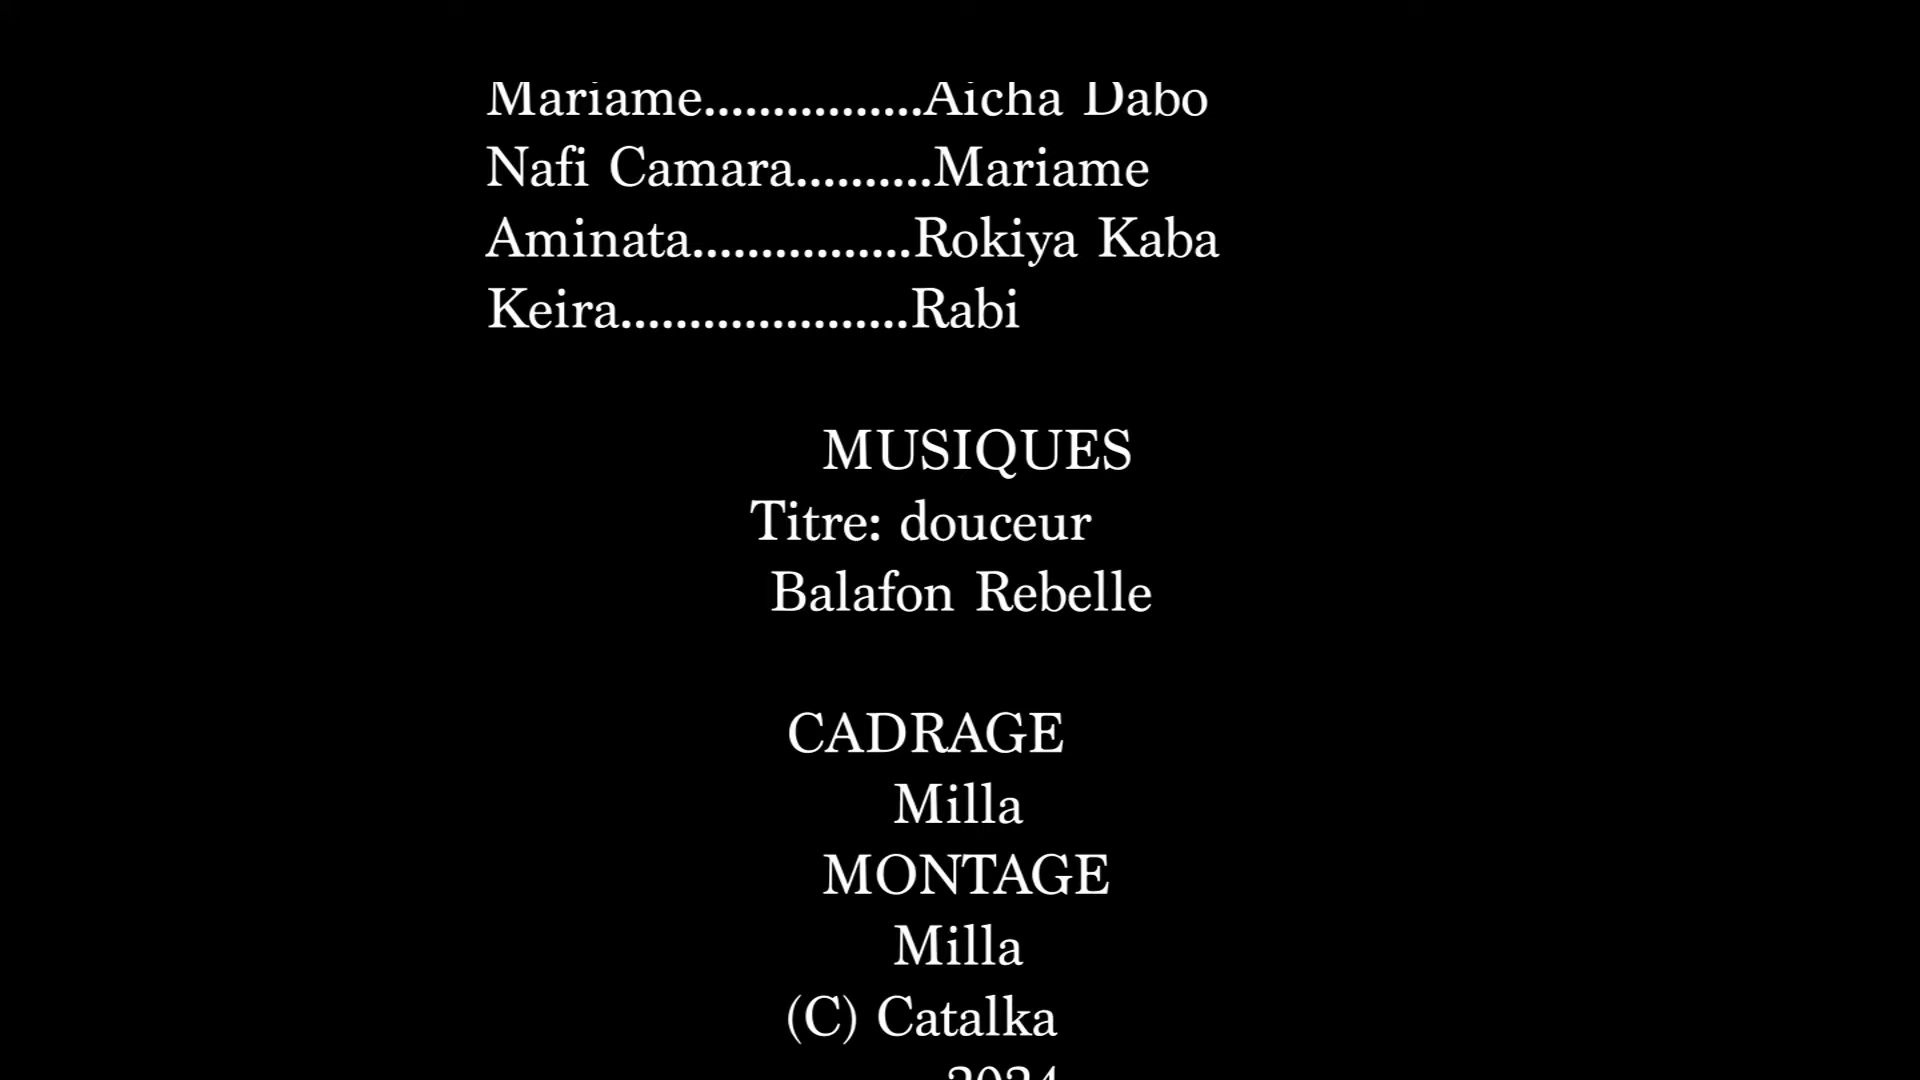 Mariame................Aicha Dabo
Nafi Camara..........Mariame
Aminata................Rokiya Kaba
Keira.....................Rabi
MUSIQUES
Titre: douceur
Balafon Rebelle
CADRAGE
Milla
MONTAGE
Milla
(C) Catalka
2024